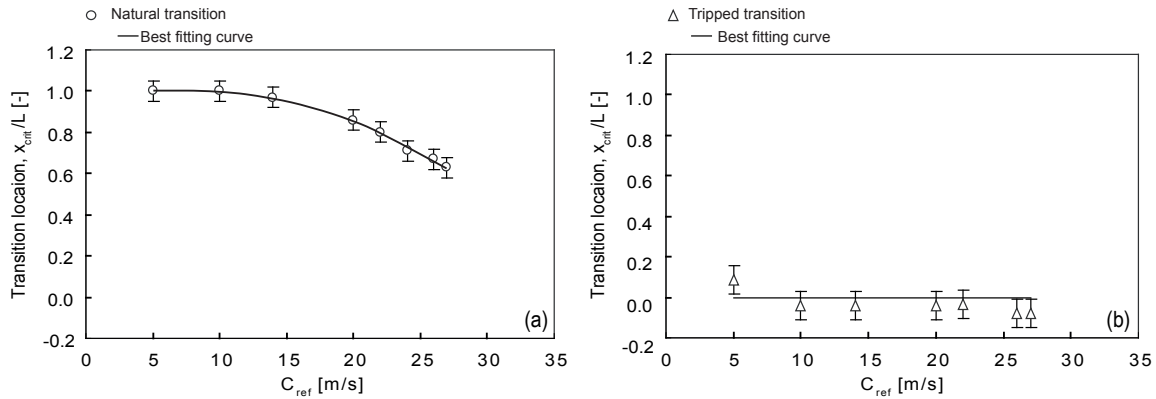 Natural transition
Best fitting curve
1.2
1.0
0.8
0.6
0.4
0.2
0.0
-0.2
0 5 10 15 20 25 30 35
Transition locaion, x_crit/L [-]
C_ref [m/s]
(a)
Tripped transition
Best fitting curve
1.2
1.0
0.8
0.6
0.4
0.2
0.0
-0.2
0 5 10 15 20 25 30 35
Transition locaion, x_crit/L [-]
C_ref [m/s]
(b)